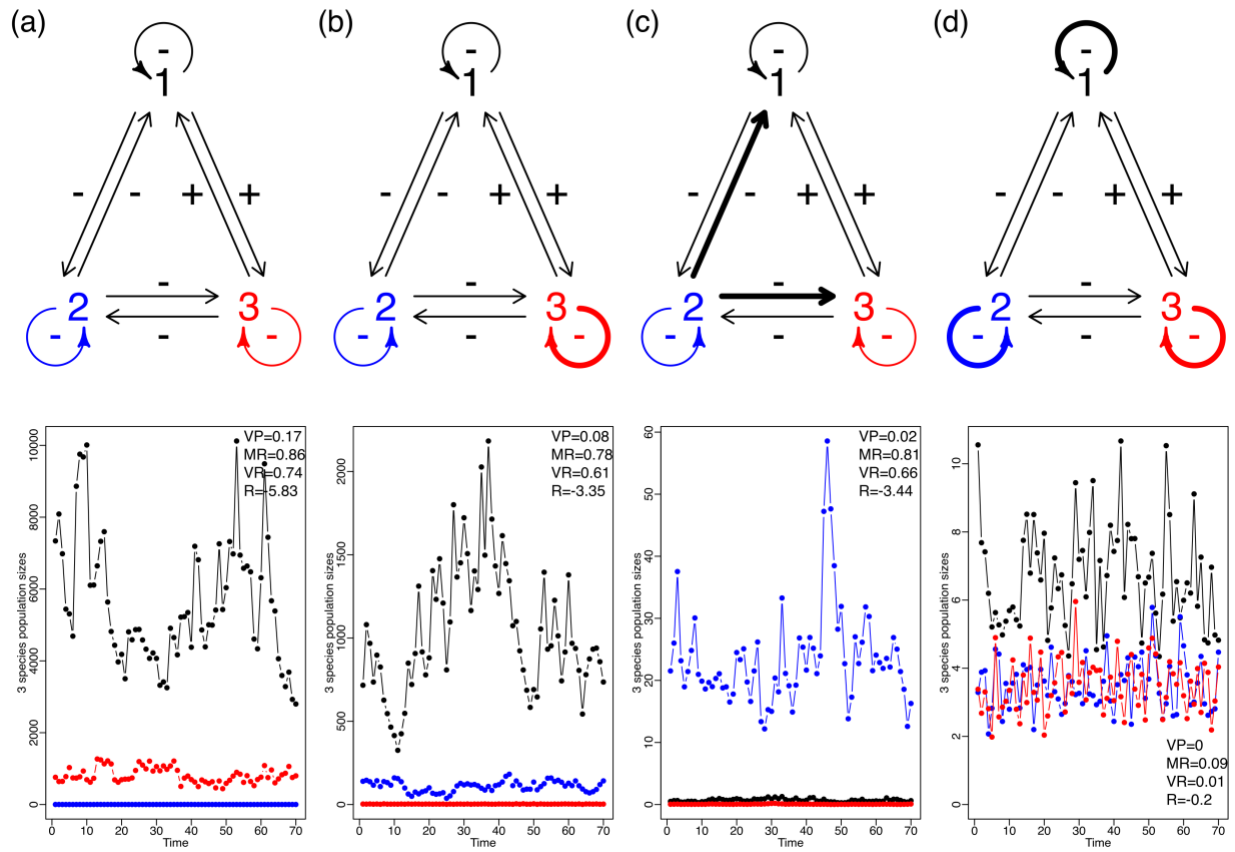 (a) (b) (c) (d)
- - - -
1 1 1 1
- - + + - - + + - - + + - - + +
2 - 3 2 - 3 2 - 3 2 - 3
- - - - - - - - - - - -
VP=0.17
MR=0.86
VR=0.74
R=-5.83
3 species population sizes
0 2000 4000 6000 8000 10000
0 10 20 30 40 50 60 70
Time
VP=0.08
MR=0.78
VR=0.61
R=-3.35
3 species population sizes
0 500 1000 1500 2000
0 10 20 30 40 50 60 70
Time
VP=0.02
MR=0.81
VR=0.66
R=-3.44
3 species population sizes
0 10 20 30 40 50 60
0 10 20 30 40 50 60 70
Time
VP=0
MR=0.09
VR=0.01
R=-0.2
3 species population sizes
0 2 4 6 8 10
0 10 20 30 40 50 60 70
Time